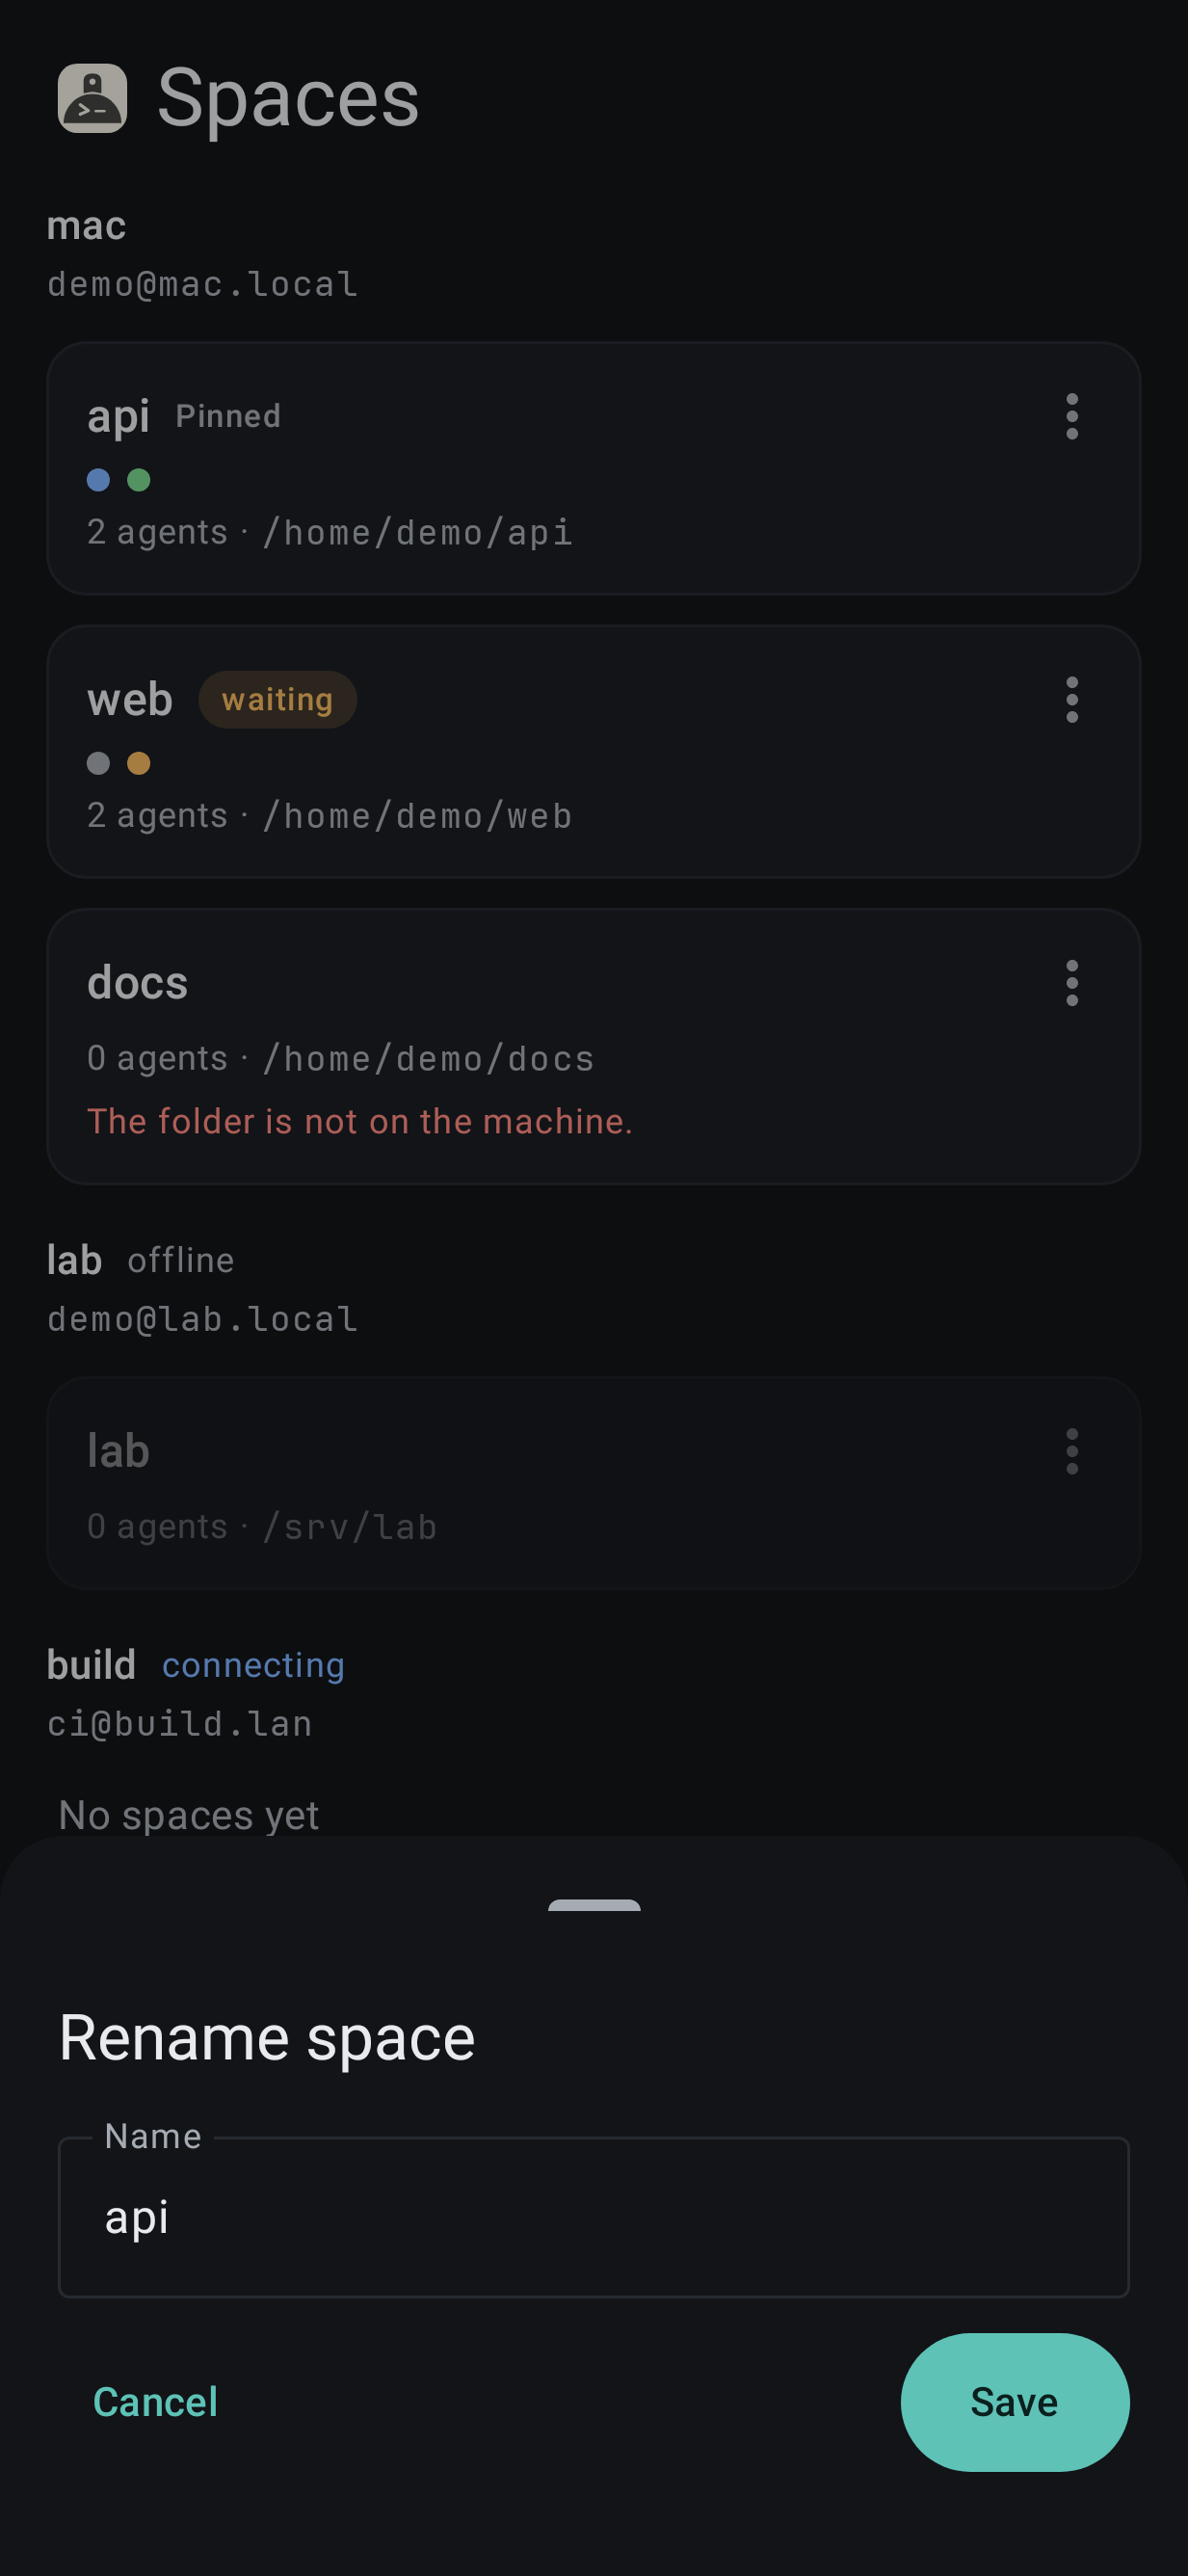 Spaces
mac
demo@mac.local
api Pinned
2 agents · /home/demo/api
web waiting
2 agents · /home/demo/web
docs
0 agents · /home/demo/docs
The folder is not on the machine.
lab offline
demo@lab.local
lab
0 agents · /srv/lab
build connecting
ci@build.lan
No spaces yet
Rename space
Name
api
Cancel Save